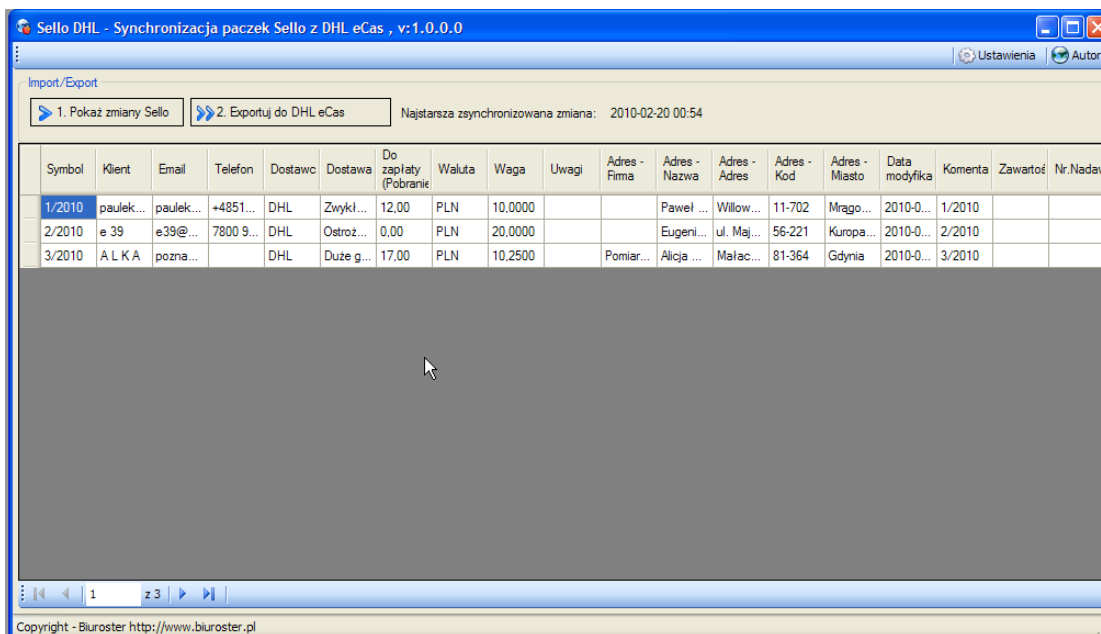 Sello DHL - Synchronizacja paczek Sello z DHL eCas , v:1.0.0.0
Ustawienia Autor
Import/Export
1. Pokaż zmiany Sello 2. Exportuj do DHL eCas Najstarsza zsynchronizowana zmiana: 2010-02-20 00:54
Symbol Klient Email Telefon Dostawc Dostawa Do zapłaty (Pobranie Waluta Waga Uwagi Adres - Firma Adres - Nazwa Adres - Adres Adres - Kod Adres - Miasto Data modyfika Komenta Zawartoś Nr.Nadaw
1/2010 paulek... paulek... +4851... DHL Zwykł... 12,00 PLN 10,0000 Paweł ... Willow... 11-702 Mrągo... 2010-0... 1/2010
2/2010 e 39 e39@... 7800 9... DHL Ostroż... 0,00 PLN 20,0000 Eugeni... ul. Maj... 56-221 Kuropa... 2010-0... 2/2010
3/2010 A L K A pozna... DHL Duże g... 17,00 PLN 10,2500 Pomiar... Alicja ... Małac... 81-364 Gdynia 2010-0... 3/2010
1 z 3
Copyright - Biuroster http://www.biuroster.pl